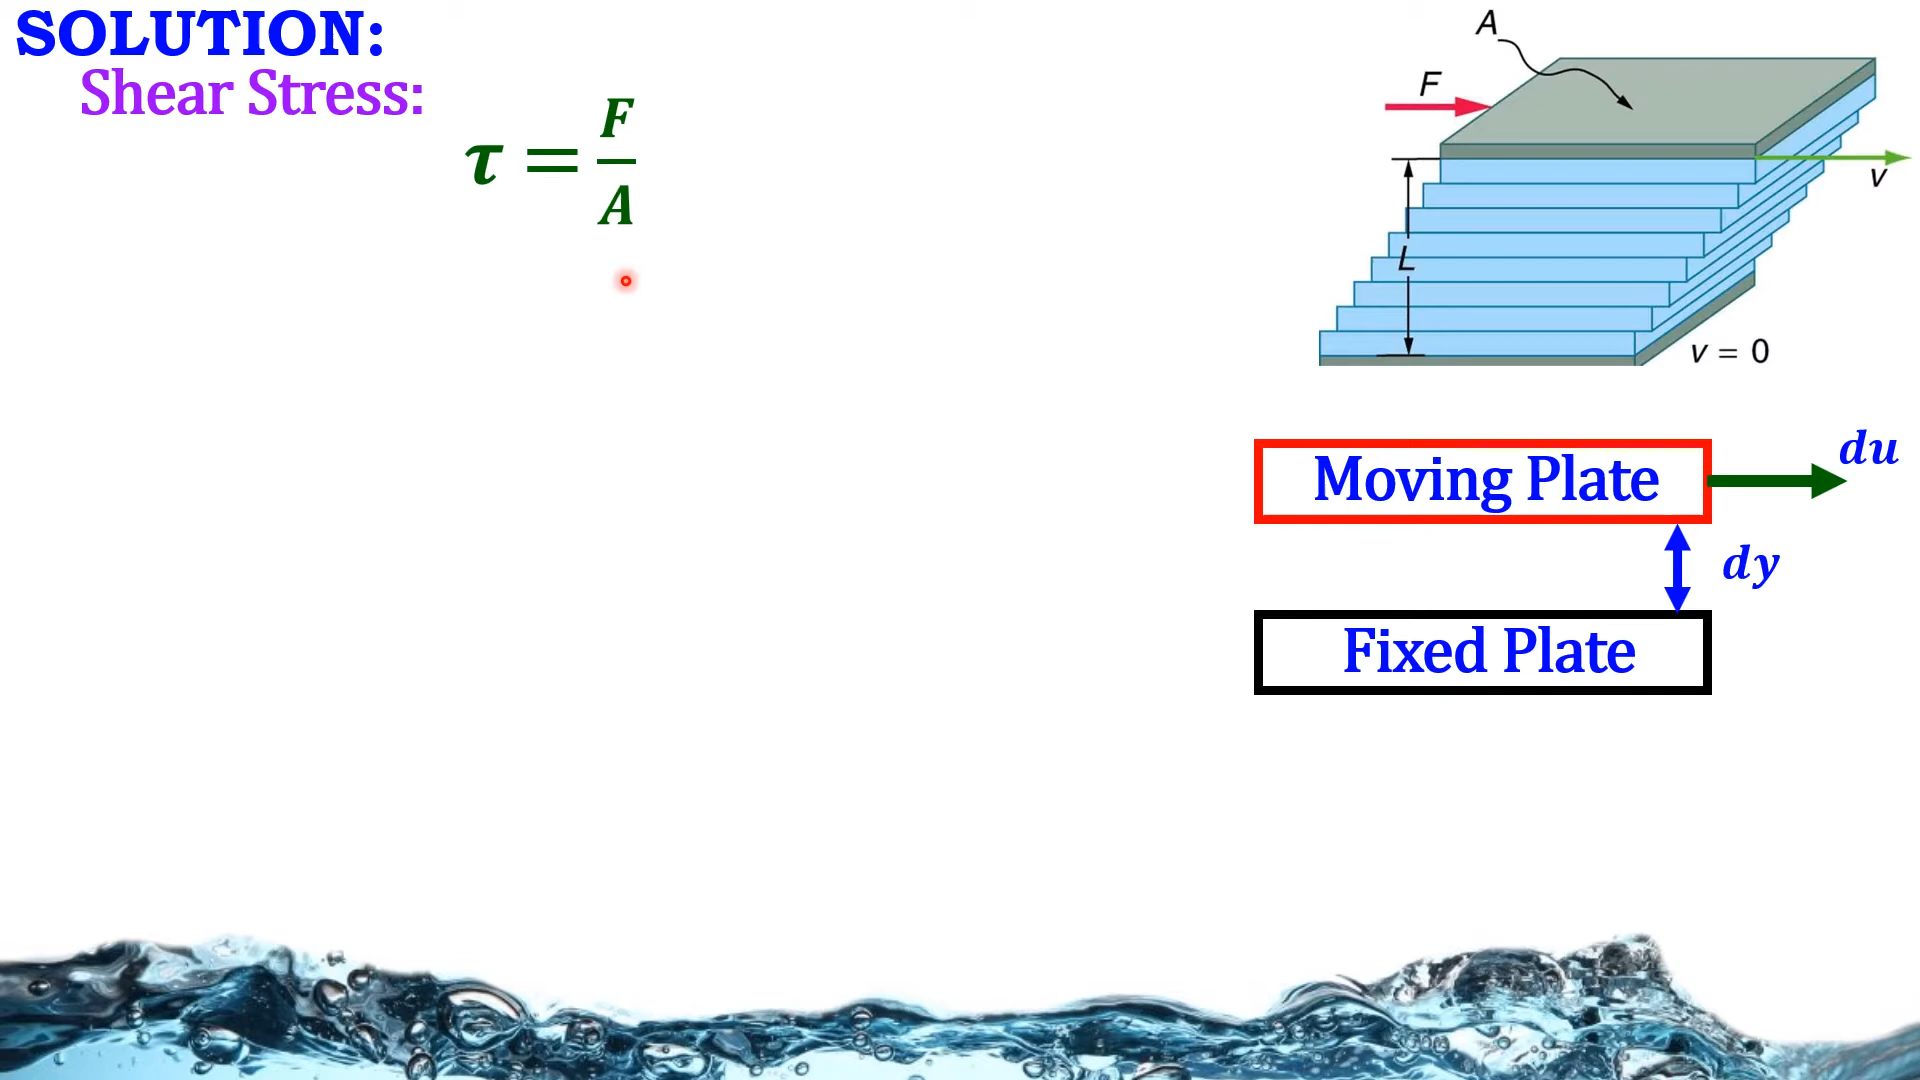 SOLUTION:
Shear Stress:
τ = F/A
A
F
v
L
v = 0
du
Moving Plate
dy
Fixed Plate